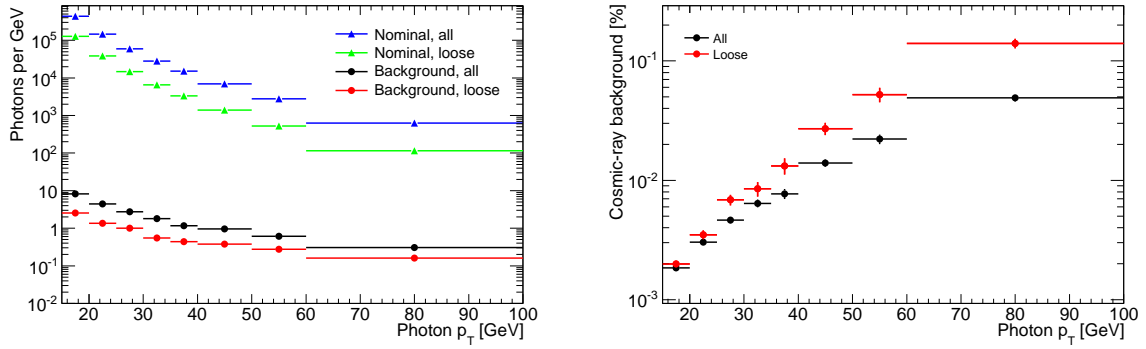 Photons per GeV
10^5
10^4
10^3
10^2
10
1
10^-1
10^-2
Nominal, all
Nominal, loose
Background, all
Background, loose
20 30 40 50 60 70 80 90 100
Photon p_T [GeV]
Cosmic-ray background [%]
10^-1
10^-2
10^-3
All
Loose
20 30 40 50 60 70 80 90 100
Photon p_T [GeV]